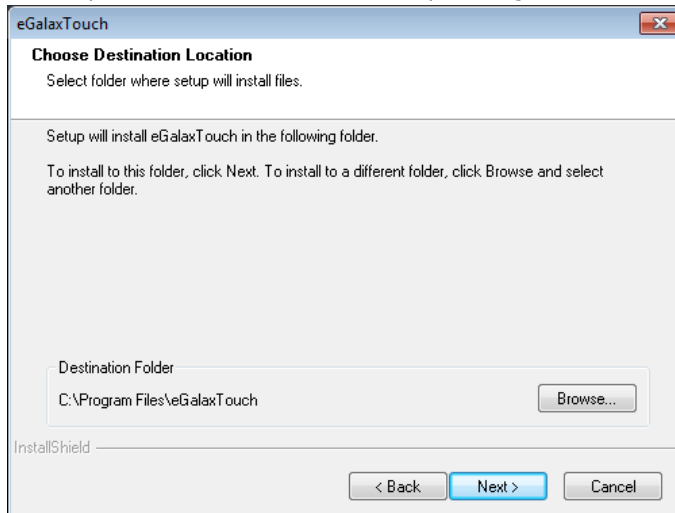 eGalaxTouch
Choose Destination Location
Select folder where setup will install files.
Setup will install eGalaxTouch in the following folder.
To install to this folder, click Next. To install to a different folder, click Browse and select
another folder.
Destination Folder
C:\Program Files\eGalaxTouch
Browse...
InstallShield
< Back
Next >
Cancel